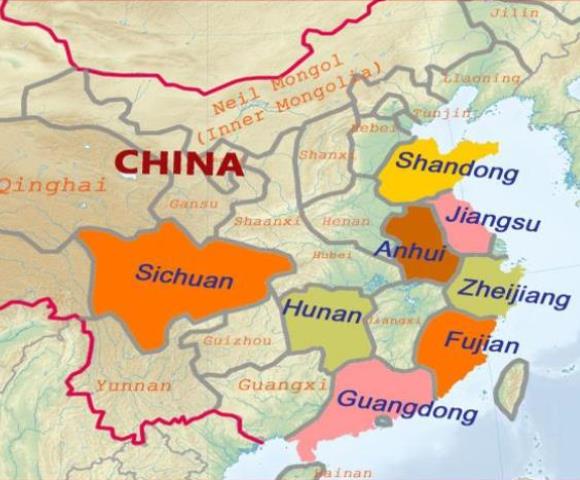 Jilin
Neil Mongol
(Inner Mongolia)
Liaoning
Hebei
Tunjin
Shanxi
CHINA
Shandong
Qinghai
Gansu
Shaanxi
Henan
Jiangsu
Anhui
Hubei
Sichuan
Zheijiang
Hunan
Jiangxi
Fujian
Guizhou
Yunnan
Guangxi
Guangdong
Hainan